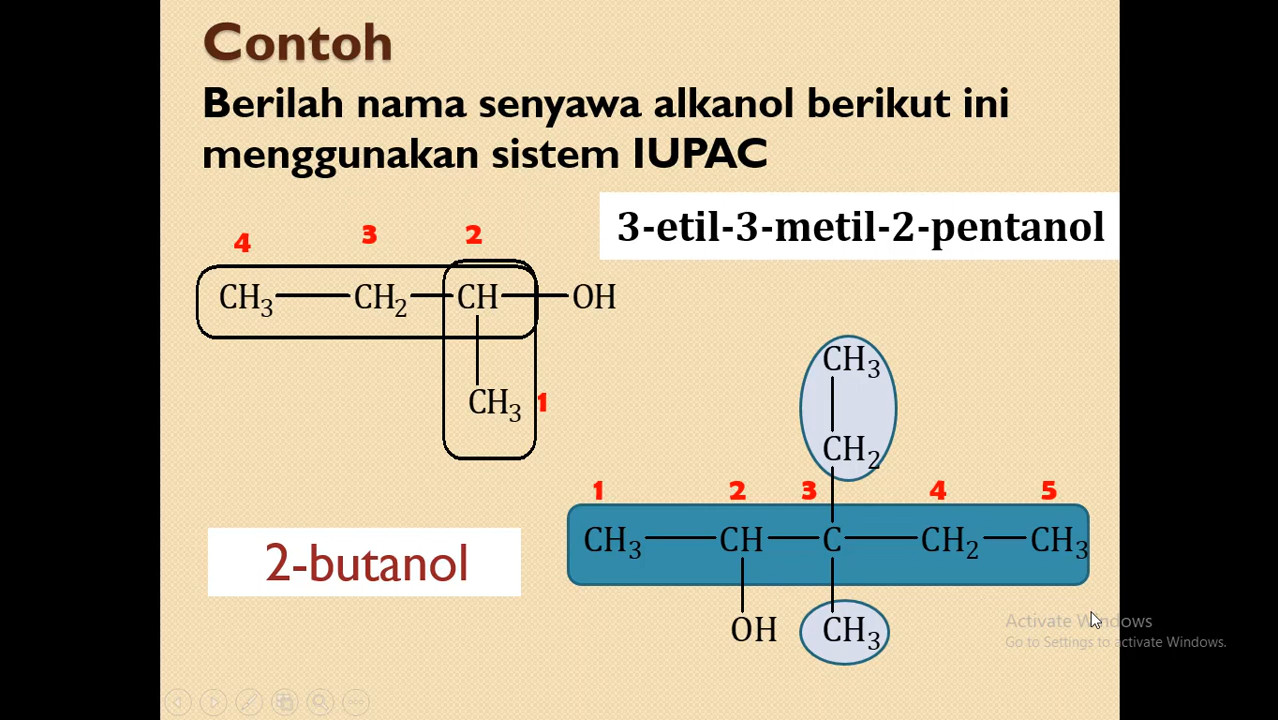 Contoh
Berilah nama senyawa alkanol berikut ini
menggunakan sistem IUPAC
3-etil-3-metil-2-pentanol
4 3 2
CH₃ CH₂ CH OH
CH₃ 1
CH₃
CH₂
1 2 3 4 5
CH₃ CH C CH₂ CH₃
2-butanol
OH CH₃
Activate Windows
Go to Settings to activate Windows.